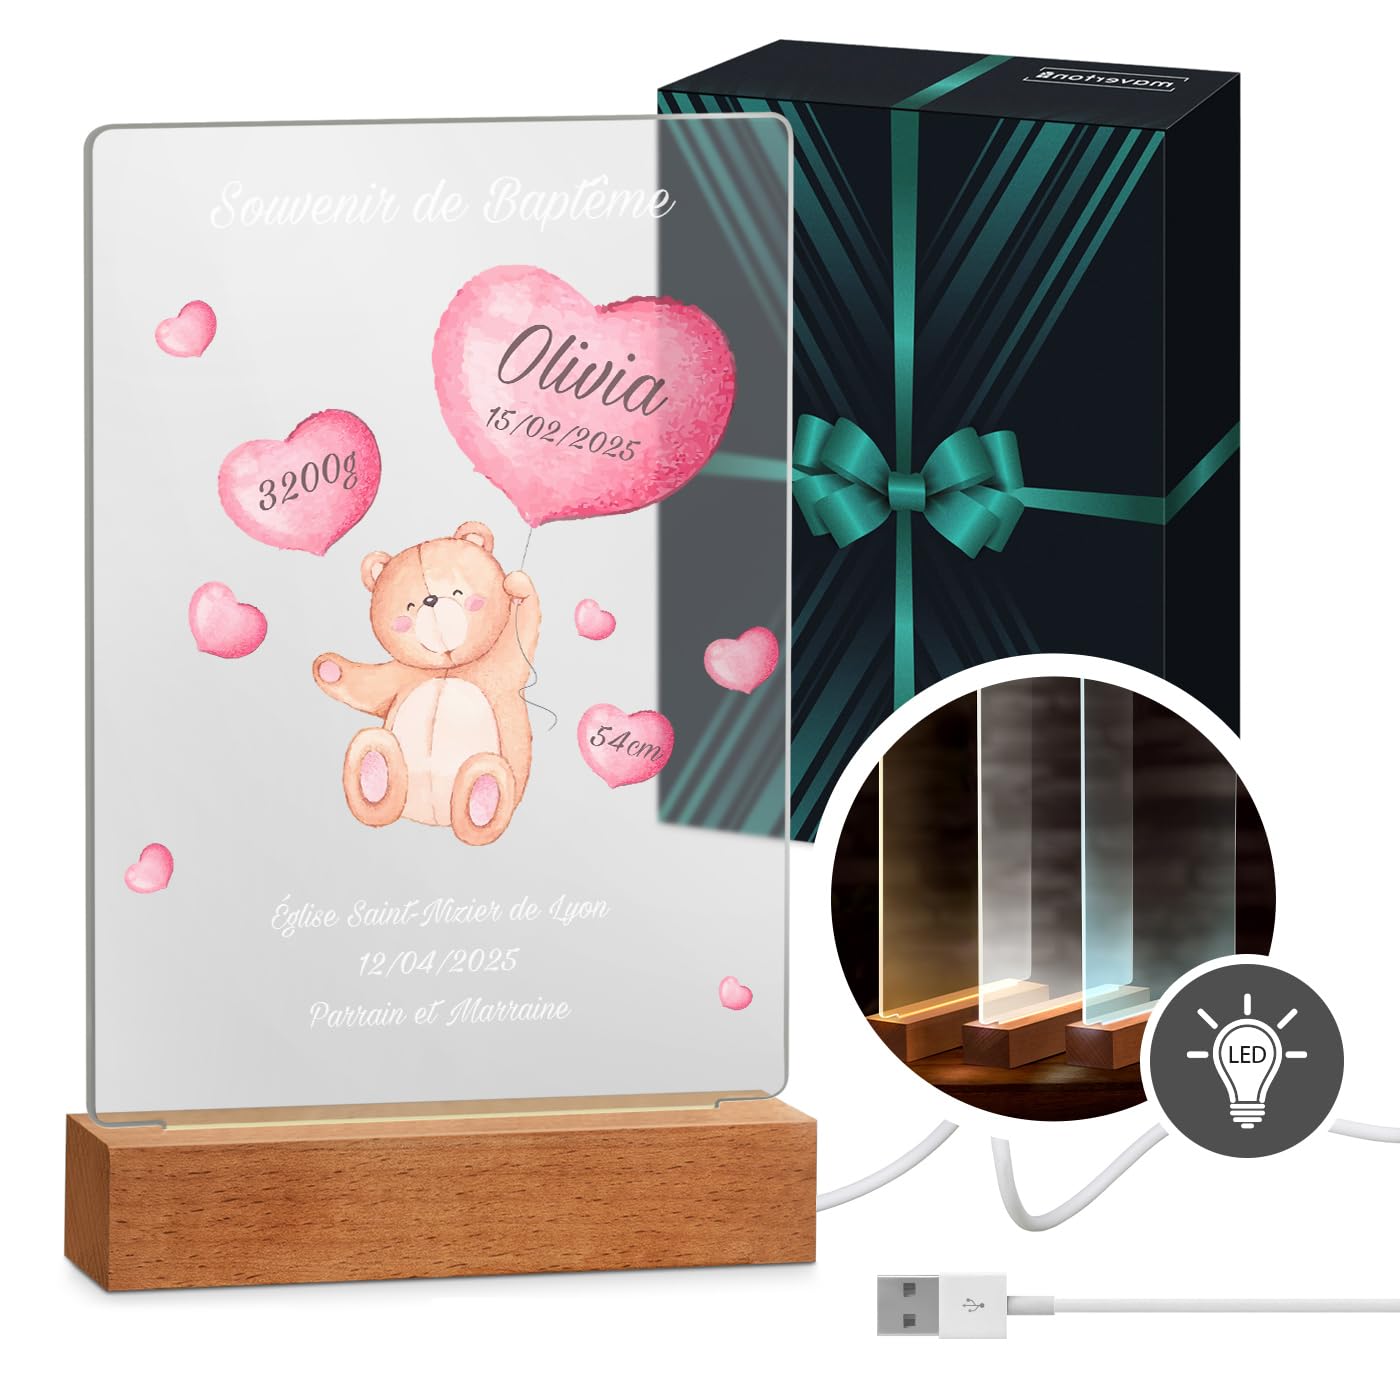 Souvenir de Baptême
Olivia
15/02/2025
3200g
54cm
Église Saint-Nizier de Lyon
12/04/2025
Parrain et Marraine
maverton
LED